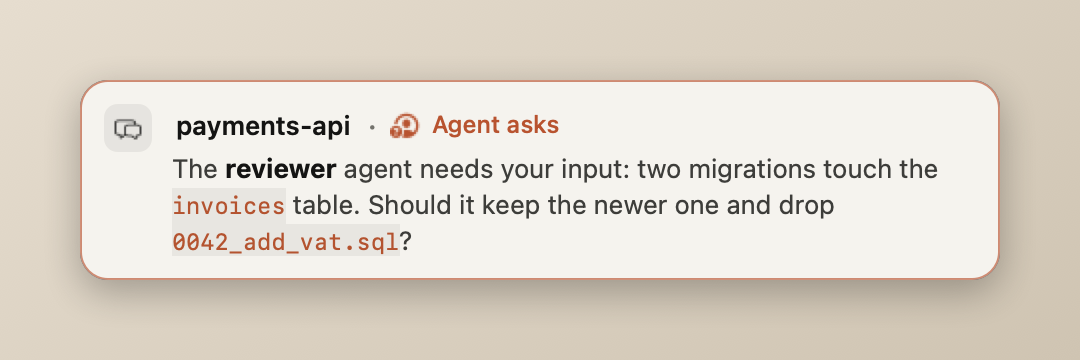 payments-api · Agent asks
The reviewer agent needs your input: two migrations touch the
invoices table. Should it keep the newer one and drop
0042_add_vat.sql?